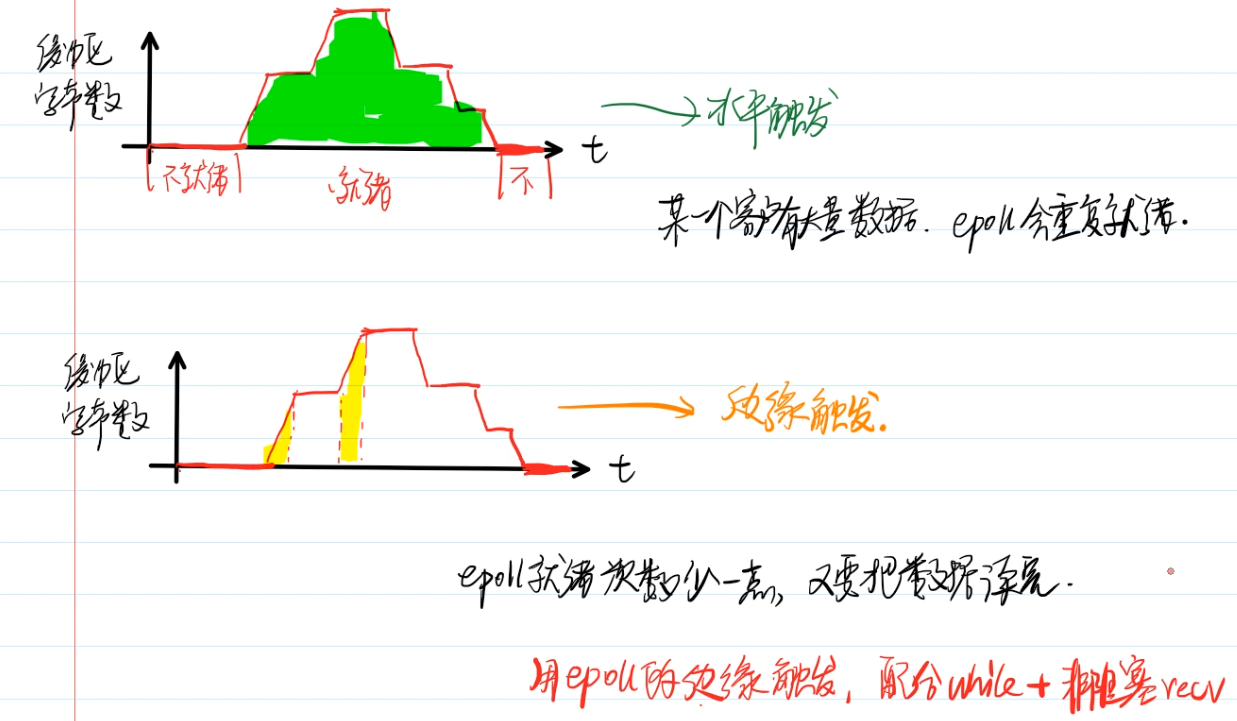 缓冲区
字节数
t
水平触发
不就绪
就绪
不
某一个客户有大量数据. epoll会重复就绪.
缓冲区
字节数
t
边缘触发.
epoll就绪次数少一点, 又要把数据读完.
用epoll的边缘触发, 配合while+非阻塞recv